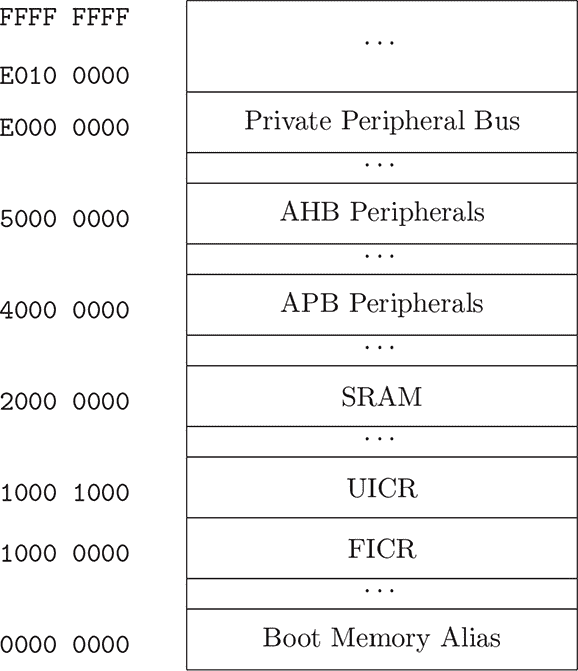 FFFF FFFF
...
E010 0000
E000 0000 Private Peripheral Bus
...
5000 0000 AHB Peripherals
...
4000 0000 APB Peripherals
...
2000 0000 SRAM
...
1000 1000 UICR
1000 0000 FICR
...
0000 0000 Boot Memory Alias